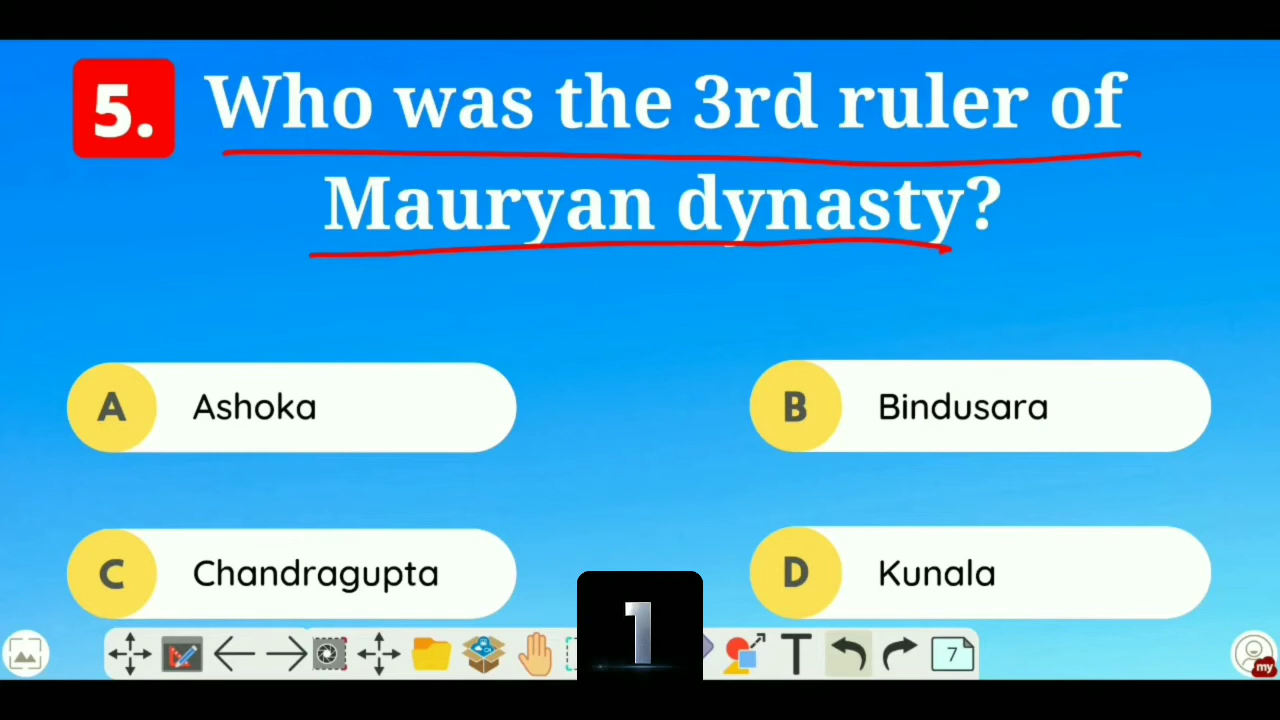 5. Who was the 3rd ruler of
Mauryan dynasty?
A Ashoka
B Bindusara
C Chandragupta
D Kunala
1
T
7
my